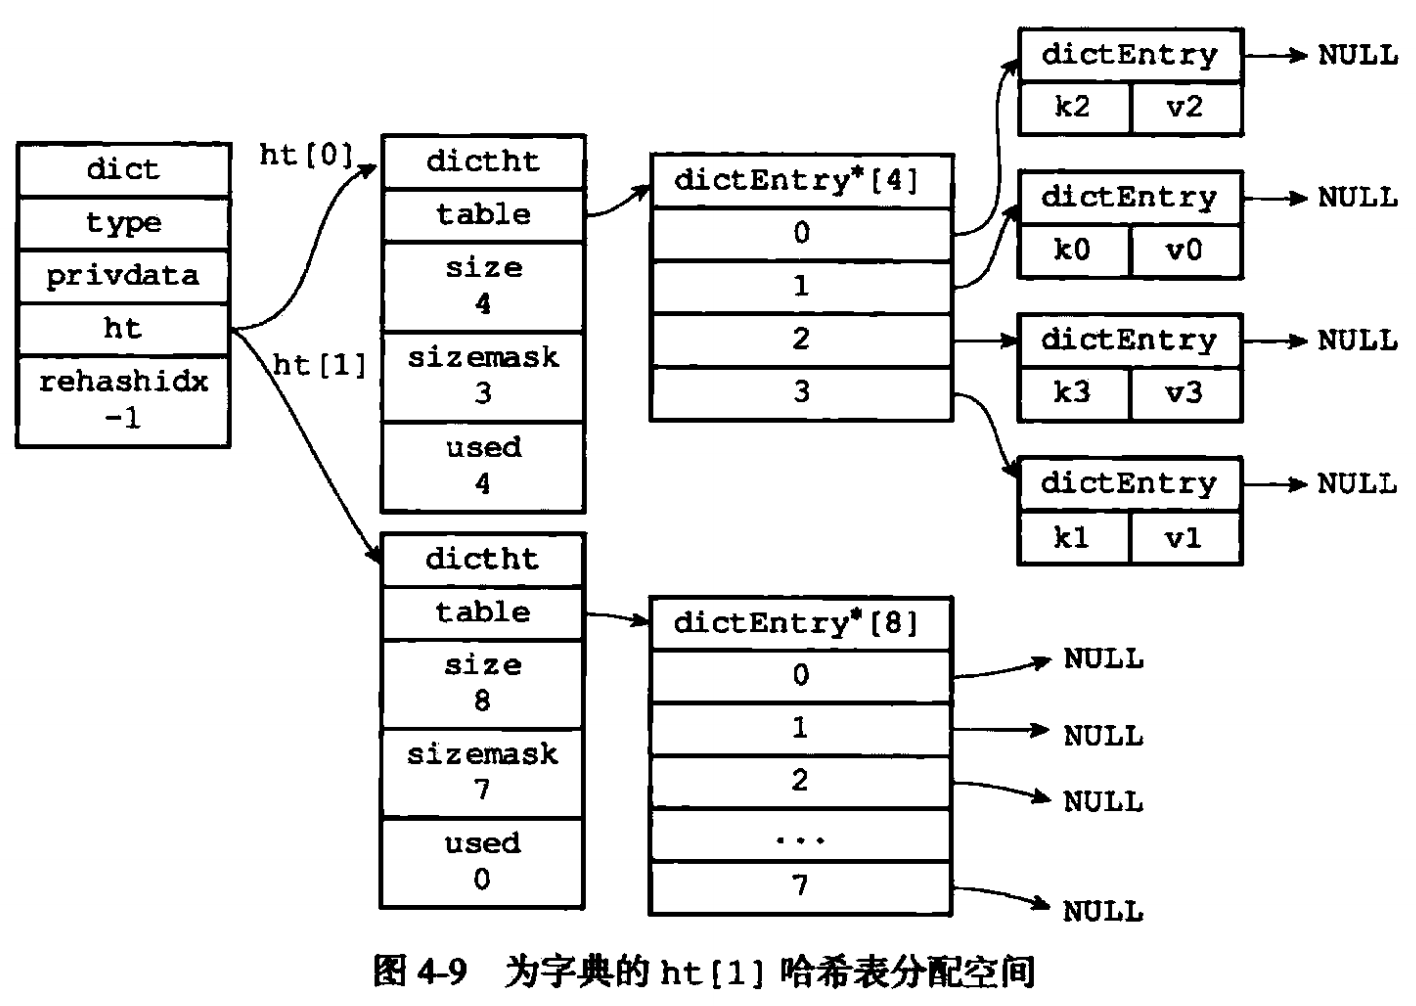 dict
type
privdata
ht
rehashidx
-1
ht[0]
ht[1]
dictht
table
size
4
sizemask
3
used
4
dictEntry*[4]
0
1
2
3
dictEntry
k2 v2
NULL
dictEntry
k0 v0
NULL
dictEntry
k3 v3
NULL
dictEntry
k1 v1
NULL
dictht
table
size
8
sizemask
7
used
0
dictEntry*[8]
0
1
2
...
7
NULL
NULL
NULL
NULL
图 4-9 为字典的 ht[1] 哈希表分配空间